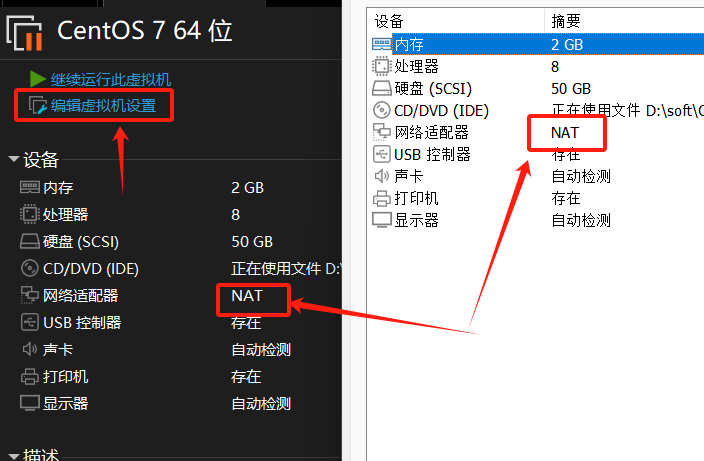 CentOS 7 64 位
继续运行此虚拟机
编辑虚拟机设置
设备
内存 2 GB
处理器 8
硬盘 (SCSI) 50 GB
CD/DVD (IDE) 正在使用文件 D:\
网络适配器 NAT
USB 控制器 存在
声卡 自动检测
打印机 存在
显示器 自动检测
描述
设备 摘要
内存 2 GB
处理器 8
硬盘 (SCSI) 50 GB
CD/DVD (IDE) 正在使用文件 D:\soft\C
网络适配器 NAT
USB 控制器 存在
声卡 自动检测
打印机 存在
显示器 自动检测